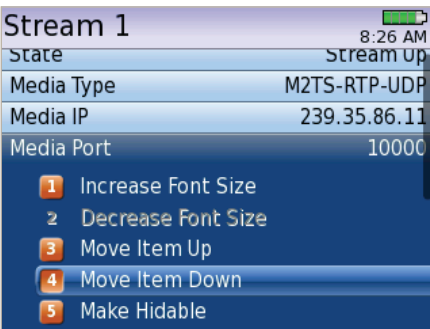 Stream 1
8:26 AM
State Stream Up
Media Type M2TS-RTP-UDP
Media IP 239.35.86.11
Media Port 10000
1 Increase Font Size
2 Decrease Font Size
3 Move Item Up
4 Move Item Down
5 Make Hidable